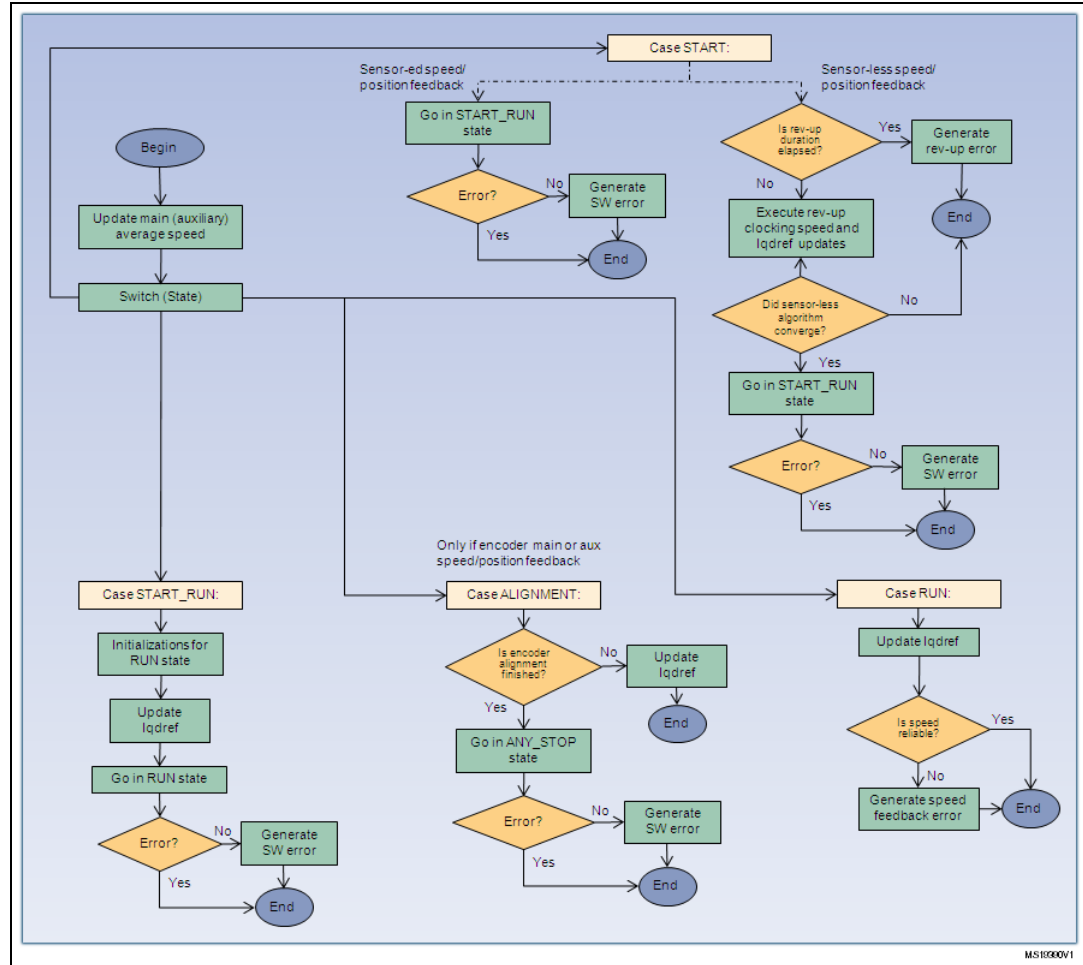 Case START:
Sensor-ed speed/
position feedback
Sensor-less speed/
position feedback
Go in START_RUN
state
Is rev-up
duration
elapsed?
Yes
Generate
rev-up error
Begin
No
Error?
No
Generate
SW error
Yes
End
Execute rev-up
clocking speed and
Iqdref updates
End
Update main (auxiliary)
average speed
Switch (State)
Did sensor-less
algorithm
converge?
No
Yes
Go in START_RUN
state
Error?
No
Generate
SW error
Yes
End
Only if encoder main or aux
speed/position feedback
Case START_RUN:
Initializations for
RUN state
Update
Iqdref
Go in RUN state
Error?
No
Generate
SW error
Yes
End
Case ALIGNMENT:
Is encoder
alignment
finished?
No
Update
Iqdref
End
Yes
Go in ANY_STOP
state
Error?
No
Generate
SW error
Yes
End
Case RUN:
Update Iqdref
Is speed
reliable?
Yes
No
Generate speed
feedback error
End
MS19390V1